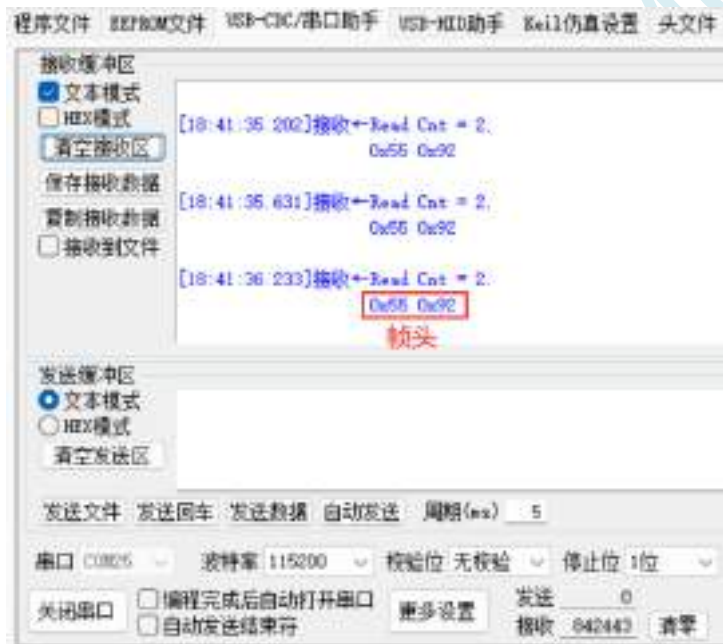 程序文件 EEPROM文件 USB-CDC/串口助手 USB-HID助手 Keil仿真设置 头文件
接收缓冲区
文本模式
HEX模式
清空接收区
保存接收数据
复制接收数据
接收到文件
[18:41:35.202]接收←Read Cnt = 2.
0x55 0x92
[18:41:35.631]接收←Read Cnt = 2.
0x55 0x92
[18:41:36.233]接收←Read Cnt = 2.
0x55 0x92
帧头
发送缓冲区
文本模式
HEX模式
清空发送区
发送文件 发送回车 发送数据 自动发送 周期(ms) 5
串口 COM26 波特率 115200 校验位 无校验 停止位 1位
关闭串口 编程完成后自动打开串口 更多设置 发送 0
自动发送结束符 接收 842443 清零